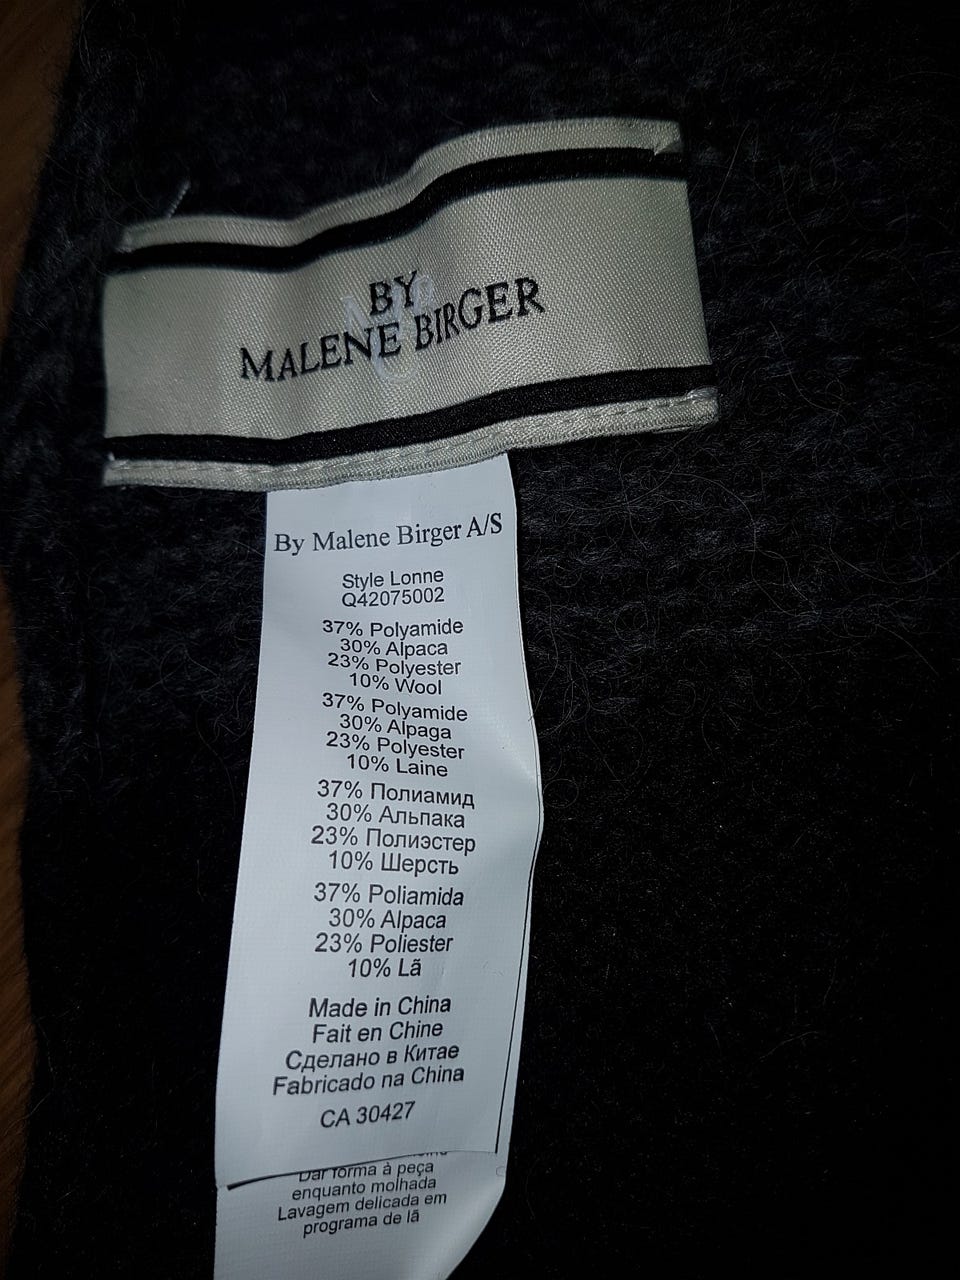 BY
MALENE BIRGER
By Malene Birger A/S
Style Lonne
Q42075002
37% Polyamide
30% Alpaca
23% Polyester
10% Wool
37% Polyamide
30% Alpaga
23% Polyester
10% Laine
37% Полиамид
30% Альпака
23% Полиэстер
10% Шерсть
37% Poliamida
30% Alpaca
23% Poliester
10% Lã
Made in China
Fait en Chine
Сделано в Китае
Fabricado na China
CA 30427
Dar forma à peça
enquanto molhada
Lavagem delicada em
programa de lã